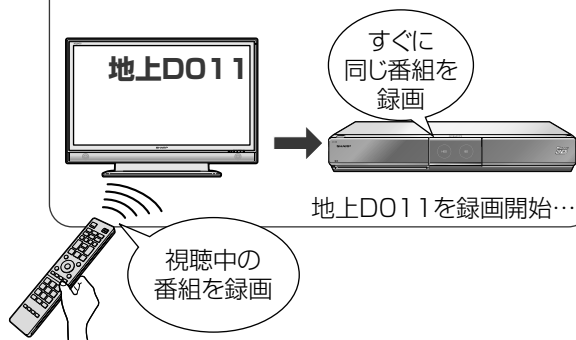 地上D011
すぐに
同じ番組を
録画
地上D011を録画開始…
視聴中の
番組を録画